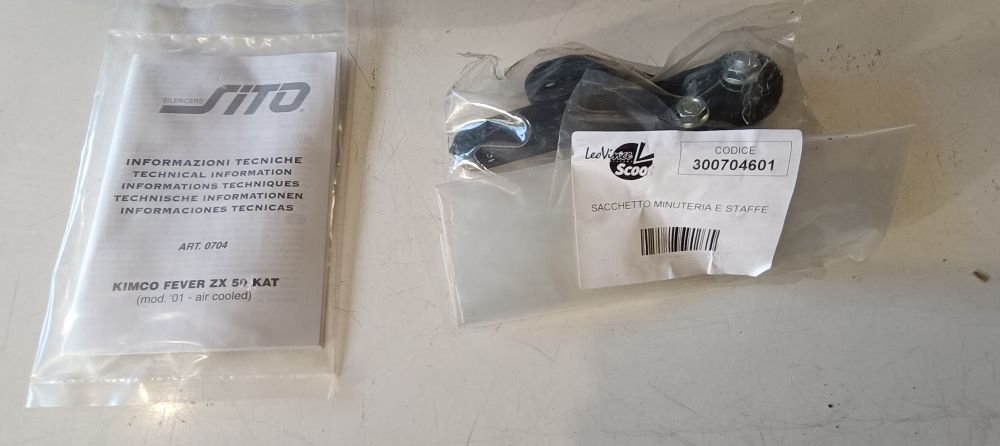 SILENCERS SITO®
INFORMAZIONI TECNICHE
TECHNICAL INFORMATION
INFORMATIONS TECHNIQUES
TECHNISCHE INFORMATIONEN
INFORMACIONES TECNICAS
ART. 0704
KIMCO FEVER ZX 50 KAT
(mod. '01 - air cooled)
LeoVince
Scoot
CODICE
300704601
SACCHETTO MINUTERIA E STAFFE